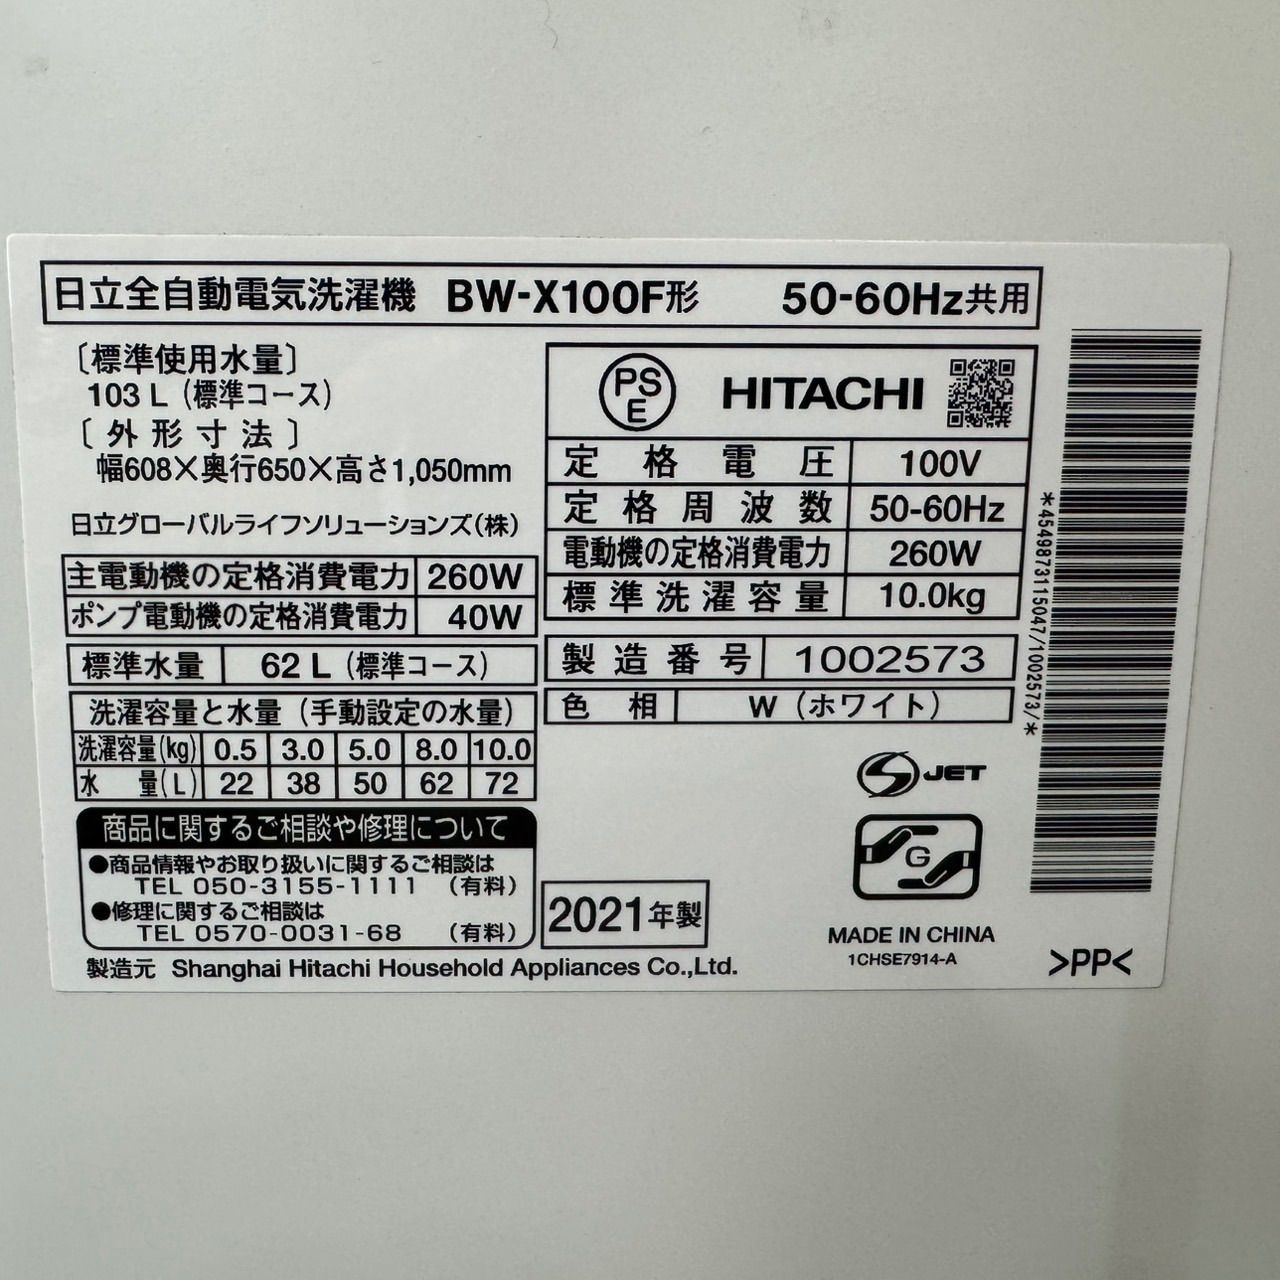 日立全自動電気洗濯機 BW-X100F形 50-60Hz共用
〔標準使用水量〕
103 L（標準コース）
〔外形寸法〕
幅608×奥行650×高さ1,050mm
日立グローバルライフソリューションズ(株)
主電動機の定格消費電力 260W
ポンプ電動機の定格消費電力 40W
標準水量 62 L（標準コース）
洗濯容量と水量（手動設定の水量）
洗濯容量(kg) 0.5 3.0 5.0 8.0 10.0
水量(L) 22 38 50 62 72
商品に関するご相談や修理について
●商品情報やお取り扱いに関するご相談は
TEL 050-3155-1111 （有料）
●修理に関するご相談は
TEL 0570-0031-68 （有料）
製造元 Shanghai Hitachi Household Appliances Co.,Ltd.
PS
E
HITACHI
定格電圧 100V
定格周波数 50-60Hz
電動機の定格消費電力 260W
標準洗濯容量 10.0kg
製造番号 1002573
色相 W（ホワイト）
S JET
G
2021年製
MADE IN CHINA
1CHSE7914-A
*4549873115047/1002573/*
>PP<